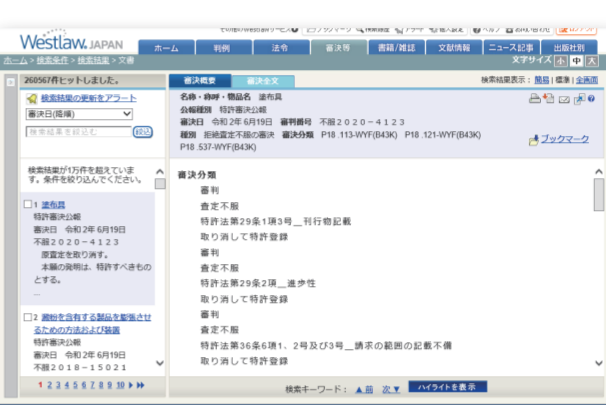 Westlaw. JAPAN
ホーム 判例 法令 審決等 書籍/雑誌 文献情報 ニュース記事 出版社別
ホーム > 検索条件 > 検索結果 > 文書
文字サイズ 小 中 大
260567件ヒットしました。
審決概要 審決全文
検索結果表示: 簡易 | 標準 | 全画面
検索結果の更新をアラート
審決日(降順)
検索結果を絞込む 絞込
名称・称呼・物品名 塗布具
公報種別 特許審決公報
審決日 令和2年6月19日 審判番号 不服2020-4123
種別 拒絶査定不服の審決 審決分類 P18 .113-WYF(B43K) P18 .121-WYF(B43K)
P18 .537-WYF(B43K)
ブックマーク
検索結果が1万件を超えていま
す。条件を絞り込んでください。
1 塗布具
特許審決公報
審決日 令和2年6月19日
不服2020-4123
原査定を取り消す。
本願の発明は、特許すべきもの
とする。
...
2 澱粉を含有する製品を膨張させ
るための方法および装置
特許審決公報
審決日 令和2年6月19日
不服2018-15021
審決分類
審判
査定不服
特許法第29条1項3号__刊行物記載
取り消して特許登録
審判
査定不服
特許法第29条2項__進歩性
取り消して特許登録
審判
査定不服
特許法第36条6項1、2号及び3号__請求の範囲の記載不備
取り消して特許登録
1 2 3 4 5 6 7 8 9 10
検索キーワード: ▲前 次▼ ハイライトを表示